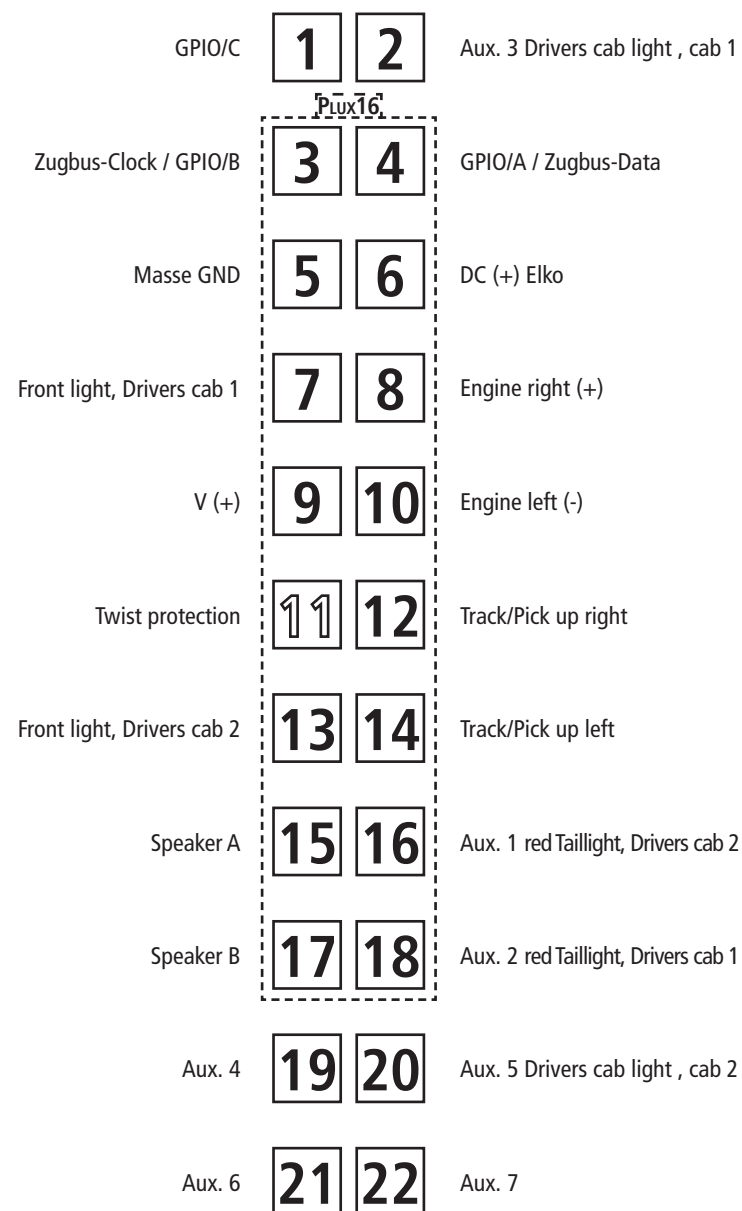 GPIO/C 1 2 Aux. 3 Drivers cab light , cab 1
PLUX16
Zugbus-Clock / GPIO/B 3 4 GPIO/A / Zugbus-Data
Masse GND 5 6 DC (+) Elko
Front light, Drivers cab 1 7 8 Engine right (+)
V (+) 9 10 Engine left (-)
Twist protection 11 12 Track/Pick up right
Front light, Drivers cab 2 13 14 Track/Pick up left
Speaker A 15 16 Aux. 1 red Taillight, Drivers cab 2
Speaker B 17 18 Aux. 2 red Taillight, Drivers cab 1
Aux. 4 19 20 Aux. 5 Drivers cab light , cab 2
Aux. 6 21 22 Aux. 7